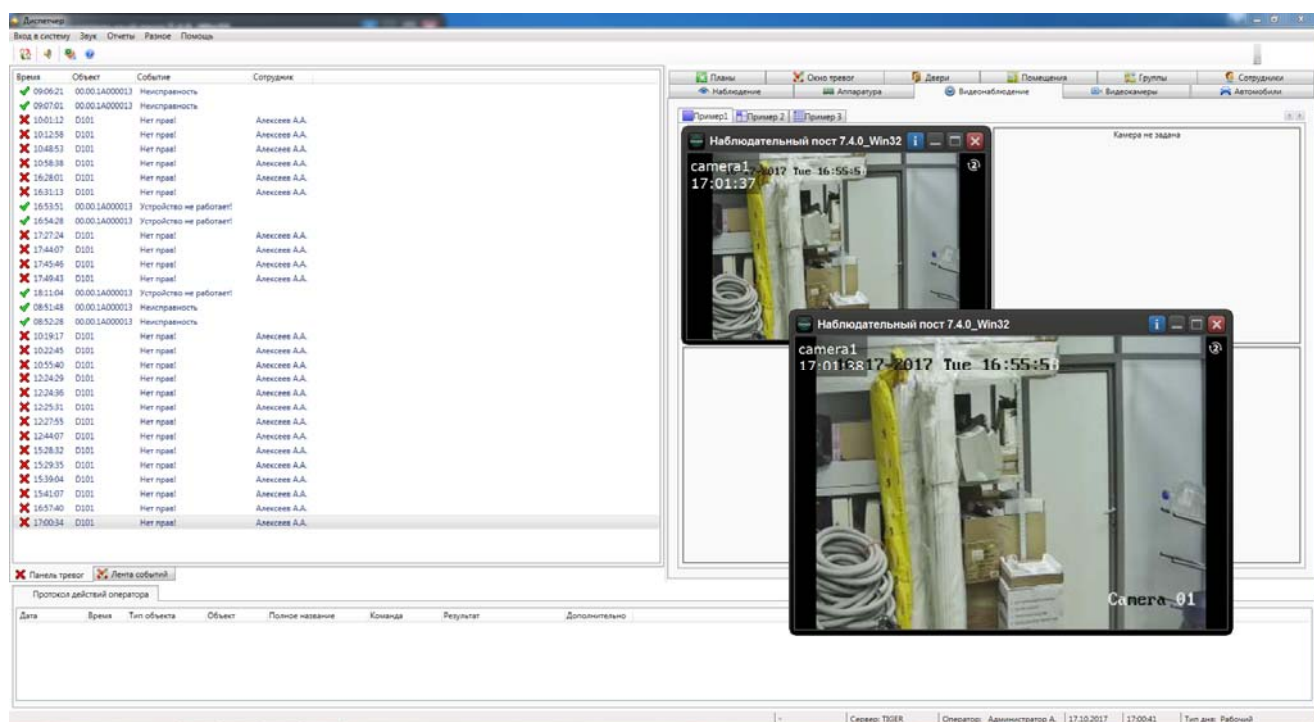 Диспетчер
Вход в систему Звук Отчеты Разное Помощь
Время Объект Событие Сотрудник
09:06:21 00.00.1A000013 Неисправность
09:07:01 00.00.1A000013 Неисправность
10:01:12 D101 Нет прав! Алексеев А.А.
10:12:58 D101 Нет прав! Алексеев А.А.
10:48:53 D101 Нет прав! Алексеев А.А.
10:58:38 D101 Нет прав! Алексеев А.А.
16:28:01 D101 Нет прав! Алексеев А.А.
16:31:13 D101 Нет прав! Алексеев А.А.
16:53:51 00.00.1A000013 Устройство не работает!
16:54:28 00.00.1A000013 Устройство не работает!
17:27:24 D101 Нет прав! Алексеев А.А.
17:44:07 D101 Нет прав! Алексеев А.А.
17:45:46 D101 Нет прав! Алексеев А.А.
17:49:43 D101 Нет прав! Алексеев А.А.
18:11:04 00.00.1A000013 Устройство не работает!
08:51:48 00.00.1A000013 Неисправность
08:52:28 00.00.1A000013 Неисправность
10:19:17 D101 Нет прав! Алексеев А.А.
10:22:45 D101 Нет прав! Алексеев А.А.
10:55:40 D101 Нет прав! Алексеев А.А.
12:24:29 D101 Нет прав! Алексеев А.А.
12:24:36 D101 Нет прав! Алексеев А.А.
12:25:31 D101 Нет прав! Алексеев А.А.
12:27:55 D101 Нет прав! Алексеев А.А.
12:44:07 D101 Нет прав! Алексеев А.А.
15:28:32 D101 Нет прав! Алексеев А.А.
15:29:35 D101 Нет прав! Алексеев А.А.
15:39:04 D101 Нет прав! Алексеев А.А.
15:41:07 D101 Нет прав! Алексеев А.А.
16:57:40 D101 Нет прав! Алексеев А.А.
17:00:34 D101 Нет прав! Алексеев А.А.
Панель тревог Лента событий
Планы Окно тревог Двери Помещения Группы Сотрудники
Наблюдение Аппаратура Видеонаблюдение Видеокамеры Автомобили
Пример1 Пример 2 Пример 3
Камера не задана
Наблюдательный пост 7.4.0_Win32
camera1
2017 Tue 16:55:5
17:01:37
Наблюдательный пост 7.4.0_Win32
camera1
17:01:38
17-2017 Tue 16:55:5
Camera 01
Протокол действий оператора
Дата Время Тип объекта Объект Полное название Команда Результат Дополнительно
Сервер: TIGER Оператор: Администратор А. 17.10.2017 17:00:41 Тип дня: Рабочий